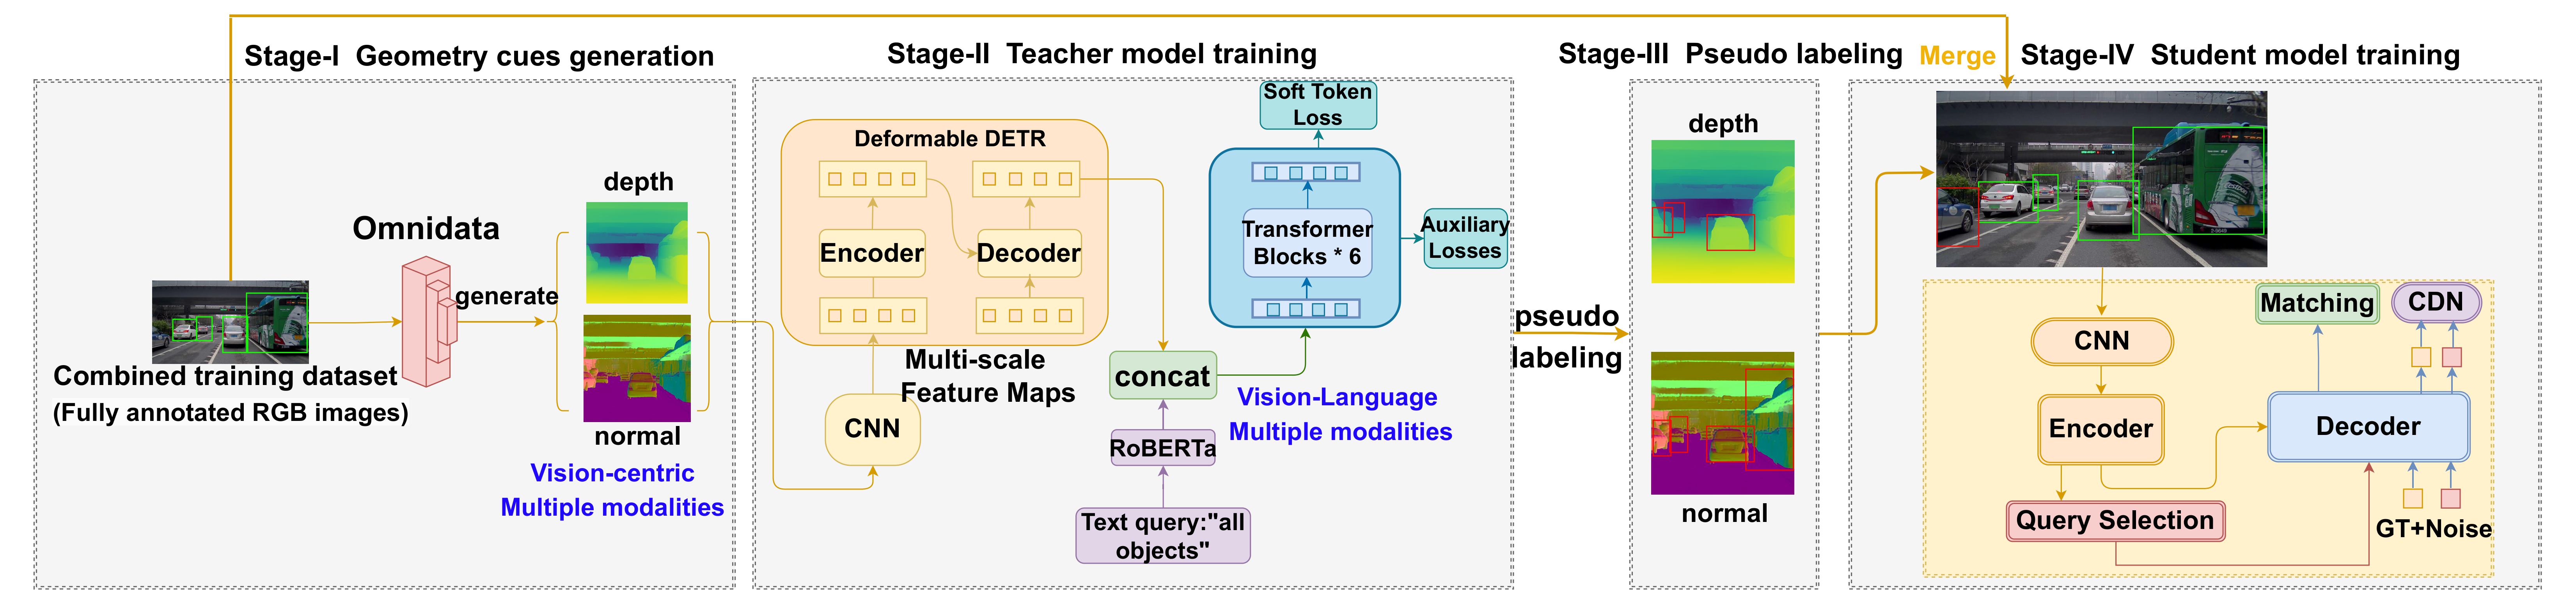 Stage-I  Geometry cues generation
Omnidata
generate
depth
normal
Combined training dataset
(Fully annotated RGB images)
Vision-centric
Multiple modalities
Stage-II  Teacher model training
Deformable DETR
Encoder
Decoder
Multi-scale
Feature Maps
CNN
concat
RoBERTa
Text query:"all
objects"
Soft Token
Loss
Transformer
Blocks * 6
Auxiliary
Losses
Vision-Language
Multiple modalities
pseudo
labeling
Stage-III  Pseudo labeling
depth
normal
Merge
Stage-IV  Student model training
CNN
Encoder
Query Selection
Matching
CDN
Decoder
GT+Noise